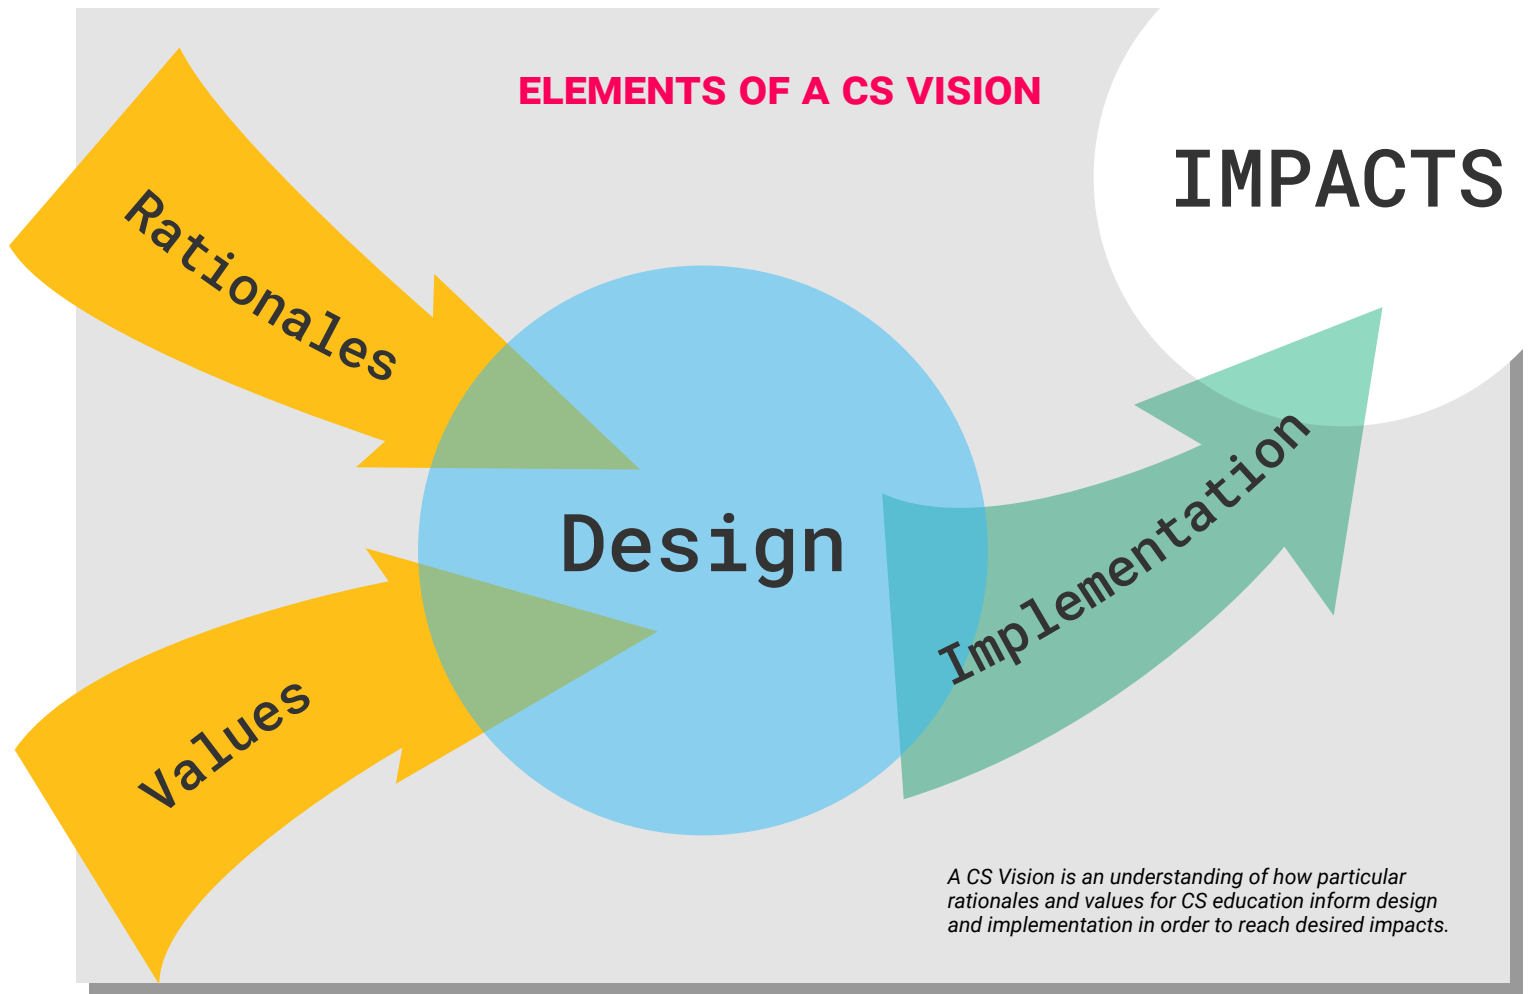 ELEMENTS OF A CS VISION
IMPACTS
Rationales
Design
Implementation
Values
A CS Vision is an understanding of how particular
rationales and values for CS education inform design
and implementation in order to reach desired impacts.